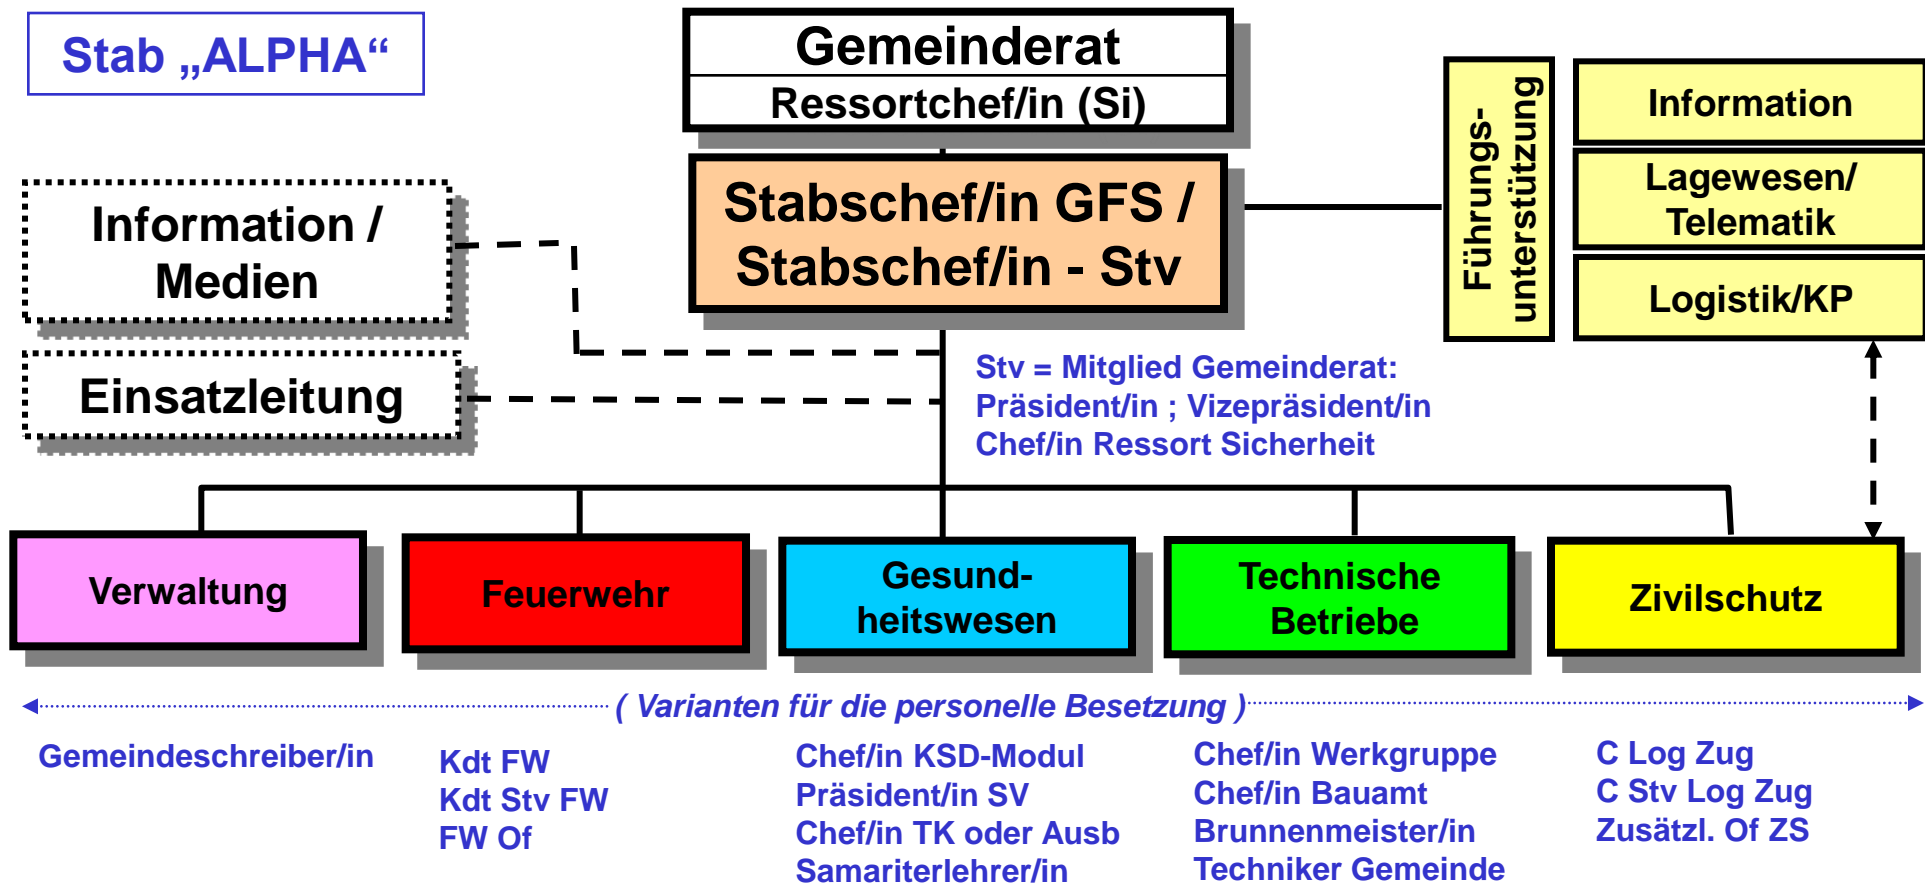 Stab „ALPHA“
Gemeinderat
Ressortchef/in (Si)
Stabschef/in GFS /
Stabschef/in - Stv
Führungs-
unterstützung
Information
Lagewesen/
Telematik
Logistik/KP
Information /
Medien
Einsatzleitung
Stv = Mitglied Gemeinderat:
Präsident/in ; Vizepräsident/in
Chef/in Ressort Sicherheit
Verwaltung
Feuerwehr
Gesund-
heitswesen
Technische
Betriebe
Zivilschutz
( Varianten für die personelle Besetzung )
Gemeindeschreiber/in
Kdt FW
Kdt Stv FW
FW Of
Chef/in KSD-Modul
Präsident/in SV
Chef/in TK oder Ausb
Samariterlehrer/in
Chef/in Werkgruppe
Chef/in Bauamt
Brunnenmeister/in
Techniker Gemeinde
C Log Zug
C Stv Log Zug
Zusätzl. Of ZS